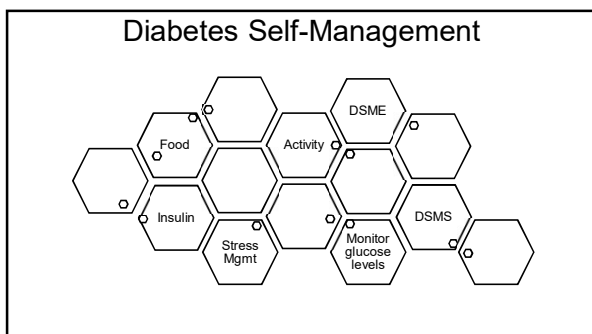 Diabetes Self-Management
DSME
Food
Activity
Insulin
DSMS
Stress
Mgmt
Monitor
glucose
levels